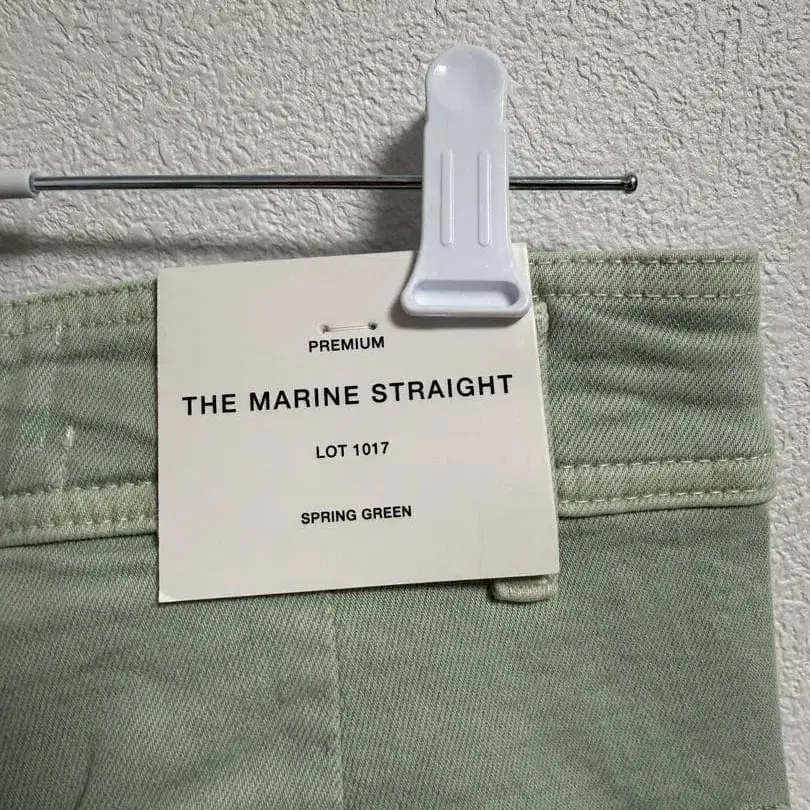 PREMIUM
THE MARINE STRAIGHT
LOT 1017
SPRING GREEN